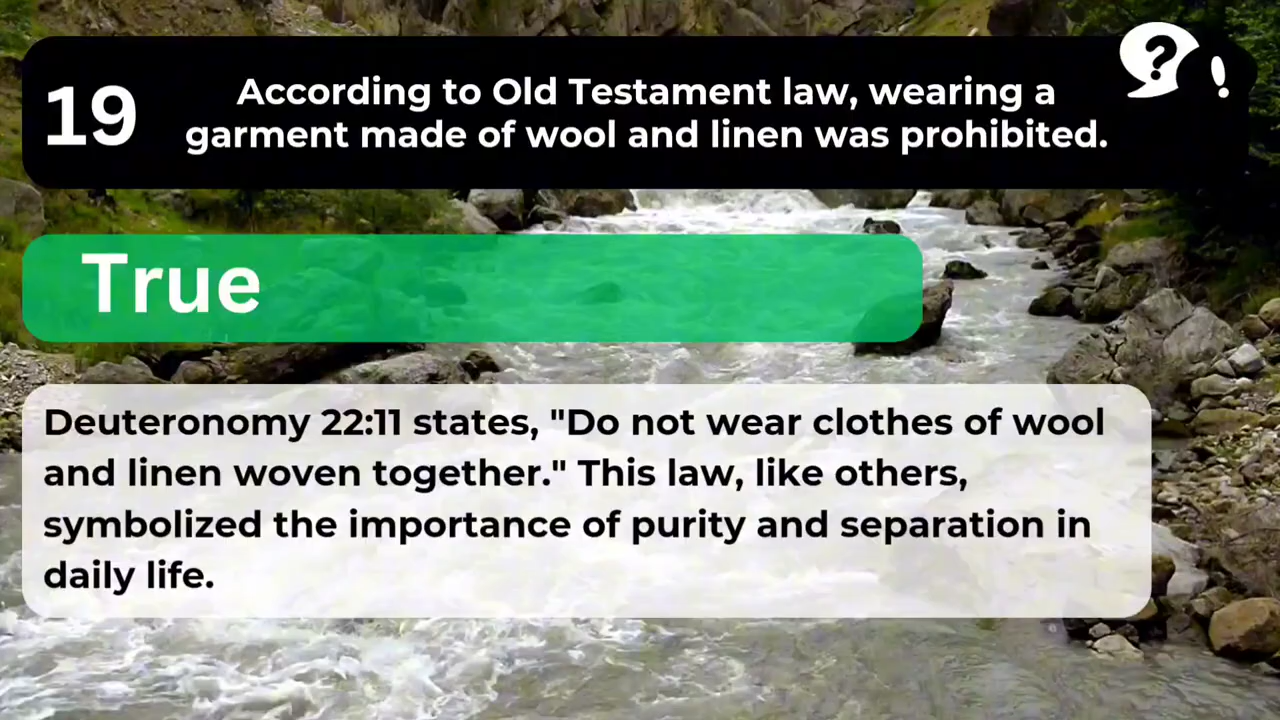 19
According to Old Testament law, wearing a
garment made of wool and linen was prohibited.
?!
True
Deuteronomy 22:11 states, "Do not wear clothes of wool
and linen woven together." This law, like others,
symbolized the importance of purity and separation in
daily life.